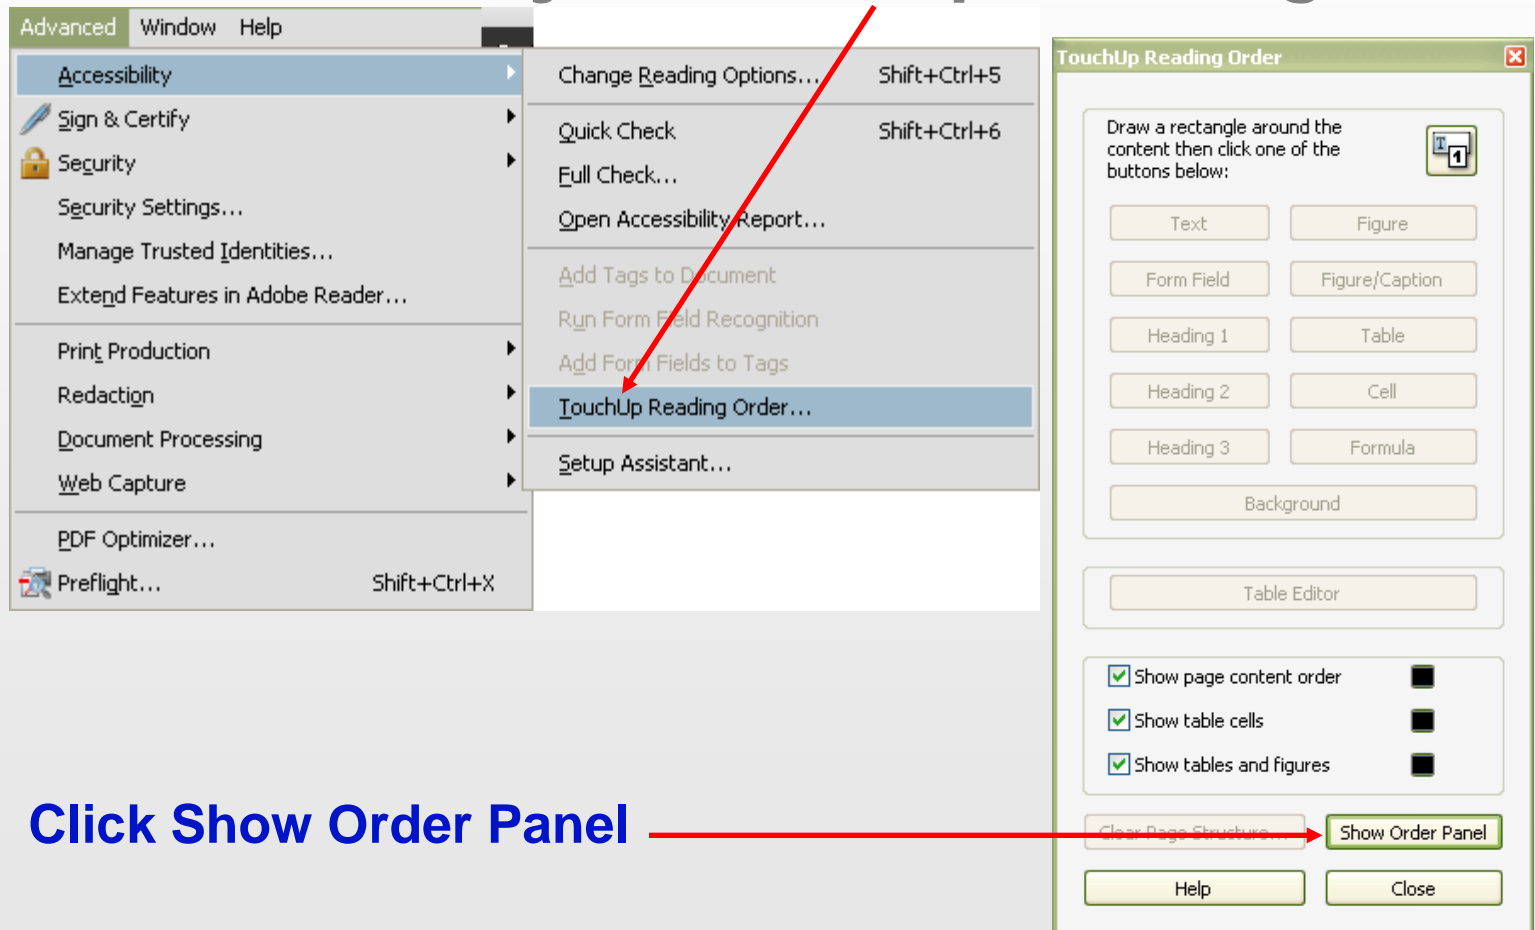 Advanced Window Help
Accessibility
Sign & Certify
Security
Security Settings...
Manage Trusted Identities...
Extend Features in Adobe Reader...
Print Production
Redaction
Document Processing
Web Capture
PDF Optimizer...
Preflight... Shift+Ctrl+X
Change Reading Options... Shift+Ctrl+5
Quick Check Shift+Ctrl+6
Full Check...
Open Accessibility Report...
Add Tags to Document
Run Form Field Recognition
Add Form Fields to Tags
TouchUp Reading Order...
Setup Assistant...
TouchUp Reading Order
Draw a rectangle around the
content then click one of the
buttons below:
Text Figure
Form Field Figure/Caption
Heading 1 Table
Heading 2 Cell
Heading 3 Formula
Background
Table Editor
Show page content order
Show table cells
Show tables and figures
Clear Page Structure... Show Order Panel
Help Close
Click Show Order Panel